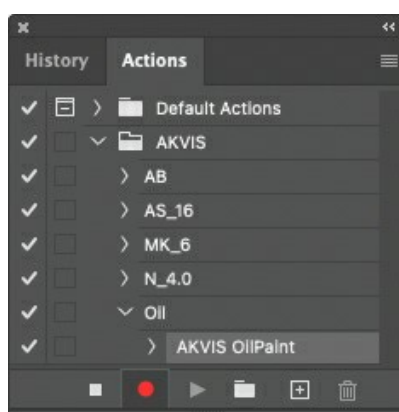 History Actions
Default Actions
AKVIS
AB
AS_16
MK_6
N_4.0
Oil
AKVIS OilPaint